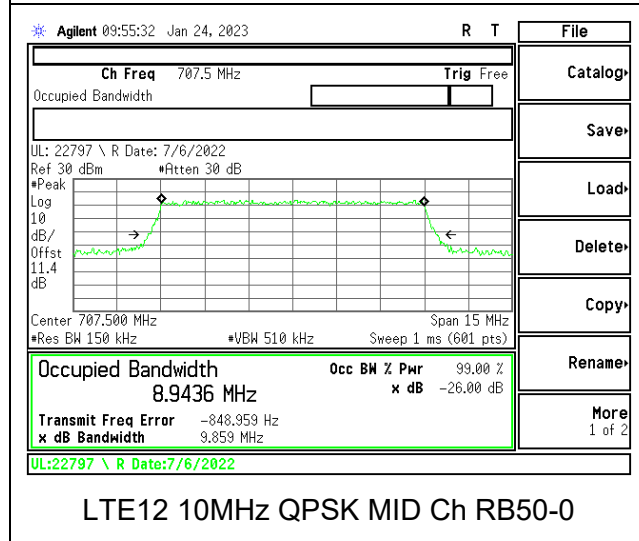 Agilent 09:55:32 Jan 24, 2023 R T
File
Ch Freq 707.5 MHz Trig Free
Catalog
Occupied Bandwidth
Save
UL: 22797 \ R Date: 7/6/2022
Ref 30 dBm #Atten 30 dB
#Peak
Log
10
dB/
Offst
11.4
dB
Load
Delete
Copy
Center 707.500 MHz Span 15 MHz
#Res BW 150 kHz #VBW 510 kHz Sweep 1 ms (601 pts)
Occupied Bandwidth Occ BW % Pwr 99.00 %
8.9436 MHz x dB -26.00 dB
Rename
Transmit Freq Error -848.959 Hz
x dB Bandwidth 9.859 MHz
More
1 of 2
UL:22797 \ R Date:7/6/2022
LTE12 10MHz QPSK MID Ch RB50-0